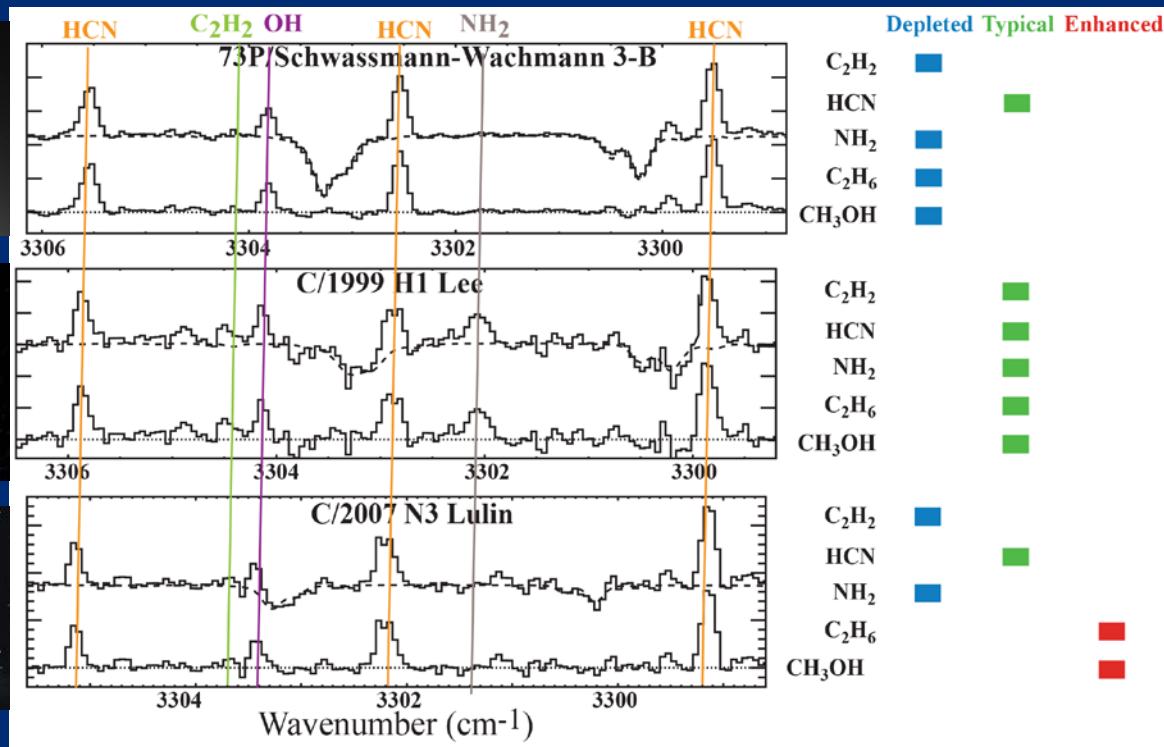 HCN C₂H₂ OH HCN NH₂ HCN
Depleted Typical Enhanced
73P/Schwassmann-Wachmann 3-B
3306 3304 3302 3300
C₂H₂
HCN
NH₂
C₂H₆
CH₃OH
C/1999 H1 Lee
3306 3304 3302 3300
C₂H₂
HCN
NH₂
C₂H₆
CH₃OH
C/2007 N3 Lulin
3304 3302 3300
Wavenumber (cm⁻¹)
C₂H₂
HCN
NH₂
C₂H₆
CH₃OH